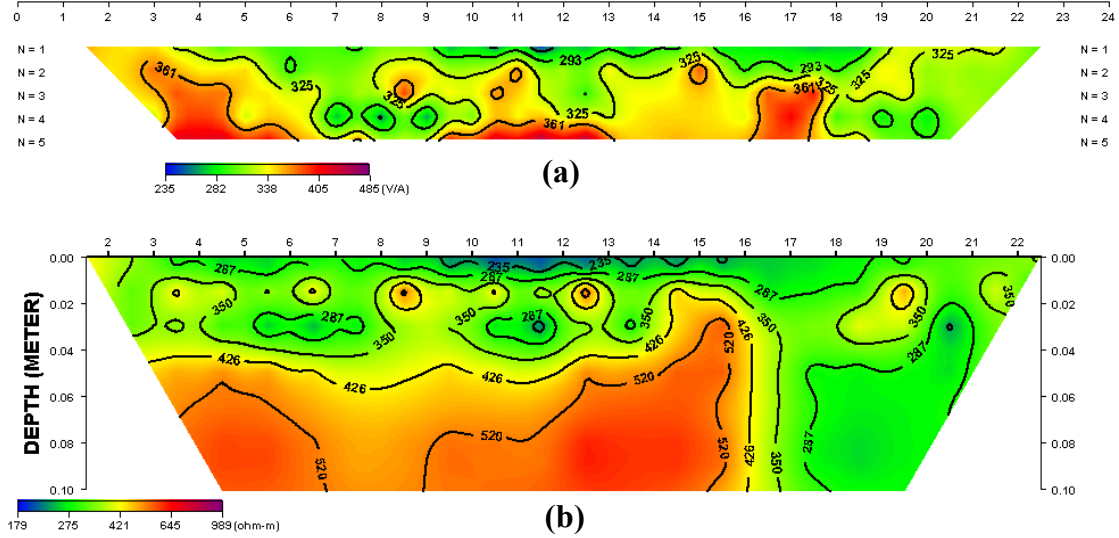 0 1 2 3 4 5 6 7 8 9 10 11 12 13 14 15 16 17 18 19 20 21 22 23 24
N = 1 293 293 N = 1
N = 2 361 325 325 325 N = 2
N = 3 325 361 325 N = 3
N = 4 325 325 N = 4
N = 5 361 N = 5
235 282 338 405 485 (V/A)
(a)
2 3 4 5 6 7 8 9 10 11 12 13 14 15 16 17 18 19 20 21 22
0.00 287 287 235 235 287 287 0.00
0.02 350 350 287 350 350 426 350 350 0.02
0.04 426 426 426 520 520 287 0.04
0.06 0.06
0.08 520 520 520 426 350 287 0.08
0.10 0.10
DEPTH (METER)
179 275 421 645 989 (ohm-m)
(b)